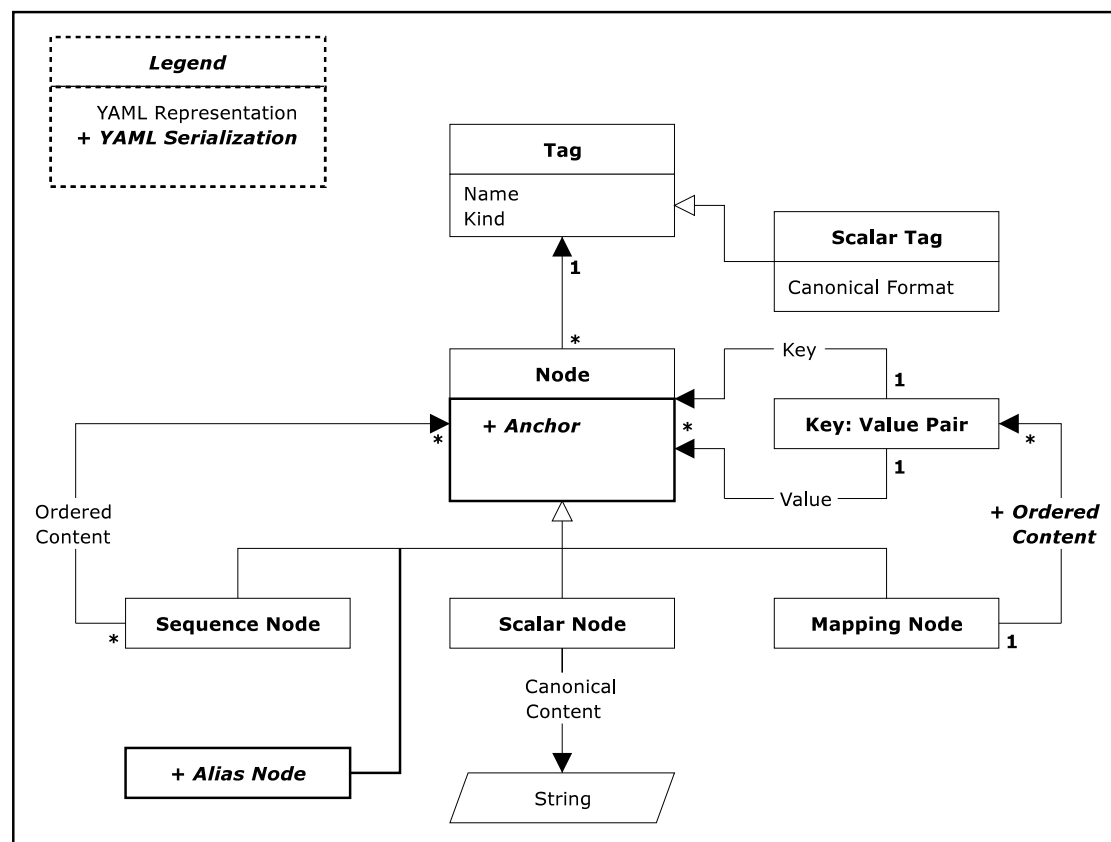 Legend
YAML Representation
+ YAML Serialization
Tag
Name
Kind
Scalar Tag
Canonical Format
1
*
Node
+ Anchor
Key
1
Key: Value Pair
*
1
Value
*
*
Ordered
Content
+ Ordered
Content
Sequence Node
*
Scalar Node
Mapping Node
1
Canonical
Content
+ Alias Node
String